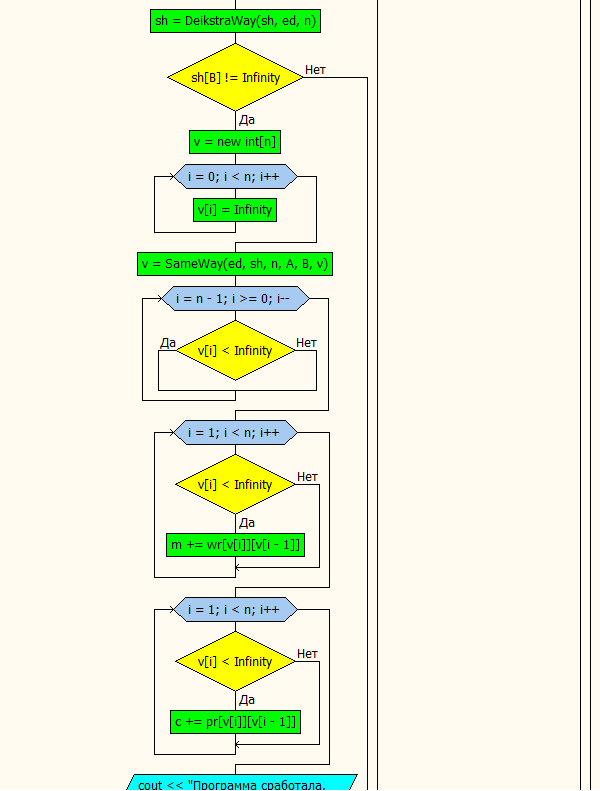 sh = DeikstraWay(sh, ed, n)
sh[B] != Infinity
Нет
Да
v = new int[n]
i = 0; i < n; i++
v[i] = Infinity
v = SameWay(ed, sh, n, A, B, v)
i = n - 1; i >= 0; i--
Да
v[i] < Infinity
Нет
i = 1; i < n; i++
v[i] < Infinity
Нет
Да
m += wr[v[i]][v[i - 1]]
i = 1; i < n; i++
v[i] < Infinity
Нет
Да
c += pr[v[i]][v[i - 1]]
cout << "Программа сработала,